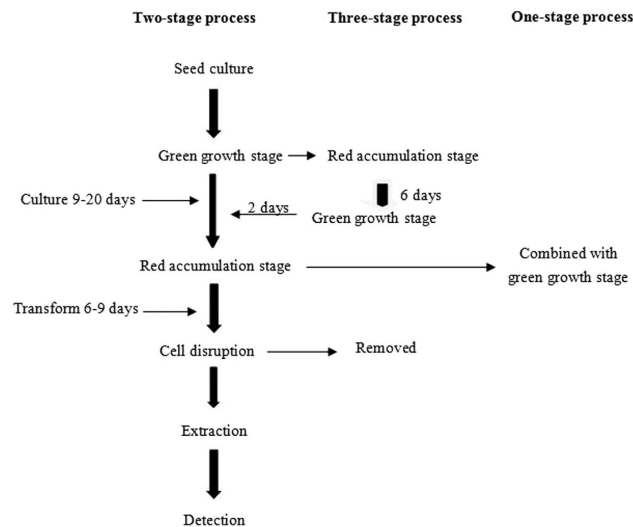 Two-stage process
Three-stage process
One-stage process
Seed culture
Green growth stage
Red accumulation stage
Culture 9-20 days
6 days
2 days
Green growth stage
Red accumulation stage
Combined with
green growth stage
Transform 6-9 days
Cell disruption
Removed
Extraction
Detection